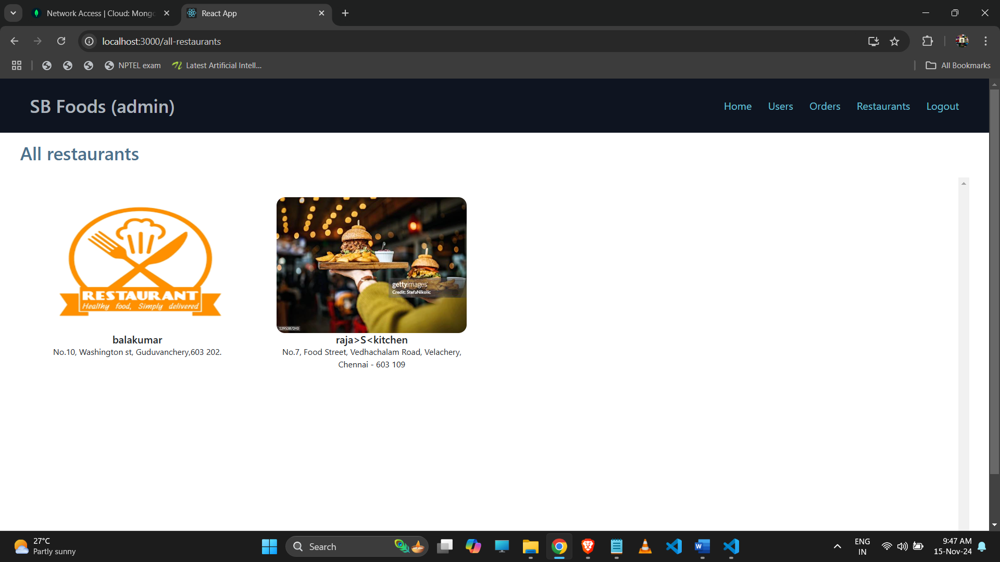 Network Access | Cloud: Mongo
React App
localhost:3000/all-restaurants
NPTEL exam
Latest Artificial Intell...
All Bookmarks
SB Foods (admin)
Home
Users
Orders
Restaurants
Logout
All restaurants
RESTAURANT
Healthy food, Simply delivered
gettyimages
Credit: StefaNikolic
1295387240
balakumar
No.10, Washington st, Guduvanchery,603 202.
raja>S<kitchen
No.7, Food Street, Vedhachalam Road, Velachery,
Chennai - 603 109
27°C
Partly sunny
Search
ENG
IN
9:47 AM
15-Nov-24